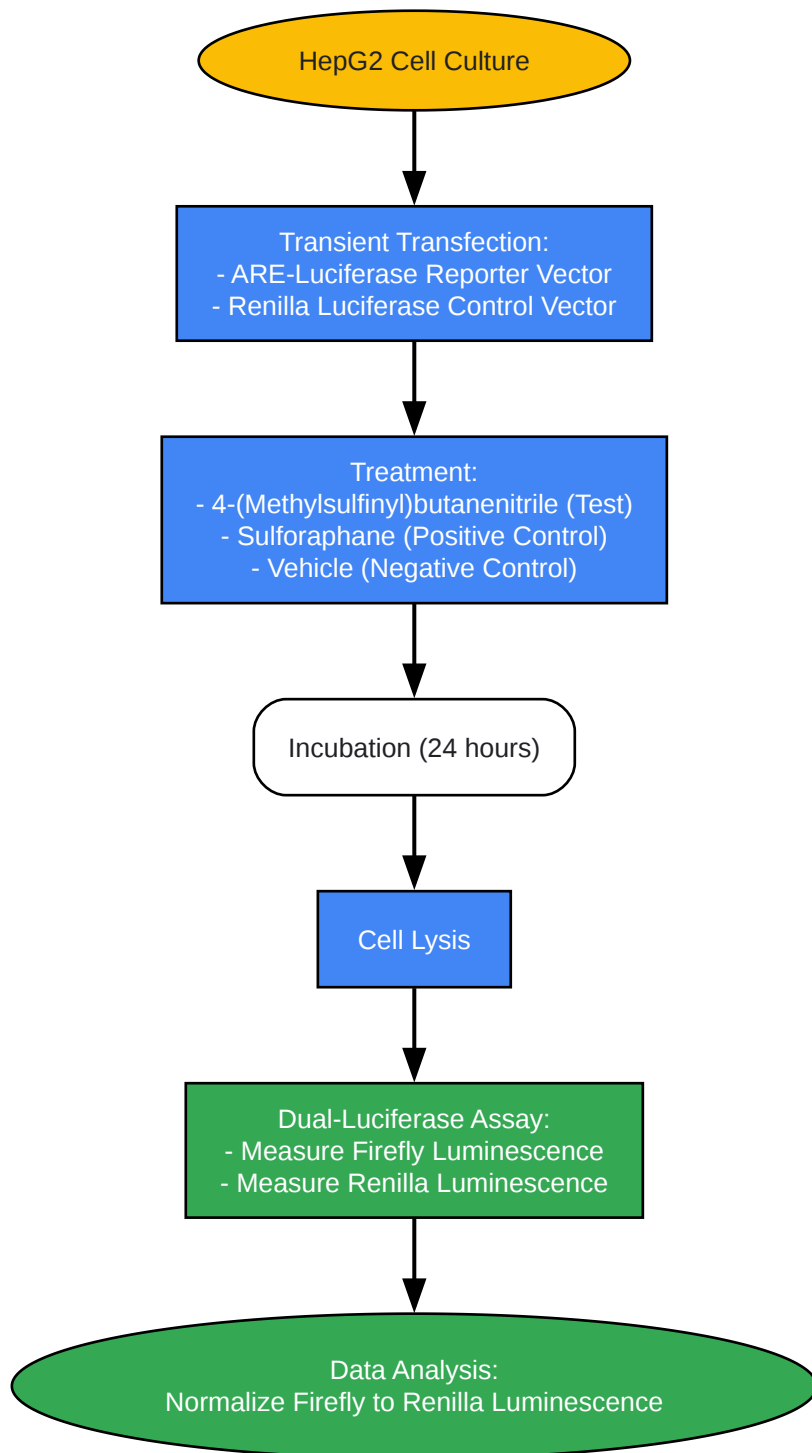 HepG2 Cell Culture
Transient Transfection:
- ARE-Luciferase Reporter Vector
- Renilla Luciferase Control Vector
Treatment:
- 4-(Methylsulfinyl)butanenitrile (Test)
- Sulforaphane (Positive Control)
- Vehicle (Negative Control)
Incubation (24 hours)
Cell Lysis
Dual-Luciferase Assay:
- Measure Firefly Luminescence
- Measure Renilla Luminescence
Data Analysis:
Normalize Firefly to Renilla Luminescence